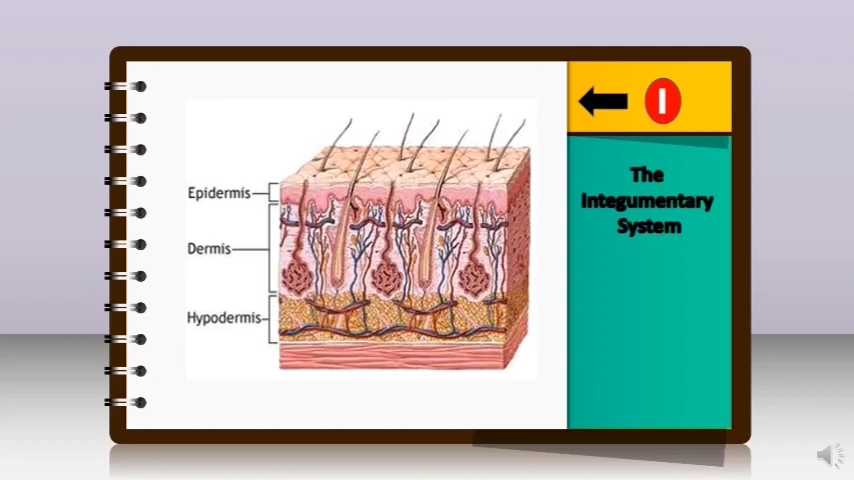 Epidermis
Dermis
Hypodermis
I
The
Integumentary
System